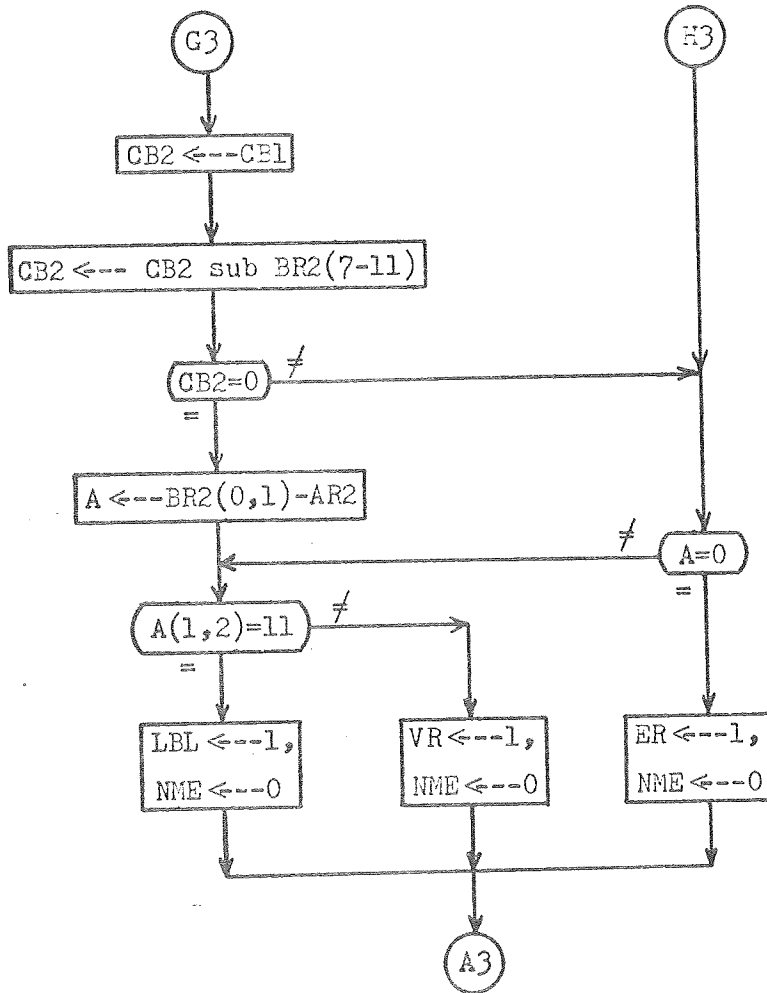 G3
H3
CB2 <---CB1
CB2 <--- CB2 sub BR2(7-11)
CB2=0
≠
=
A <---BR2(0,1)-AR2
≠
A=0
=
A(1,2)=11
≠
=
LBL <---1,
NME <---0
VR<---1,
NME<---0
ER<---1,
NME<---0
A3